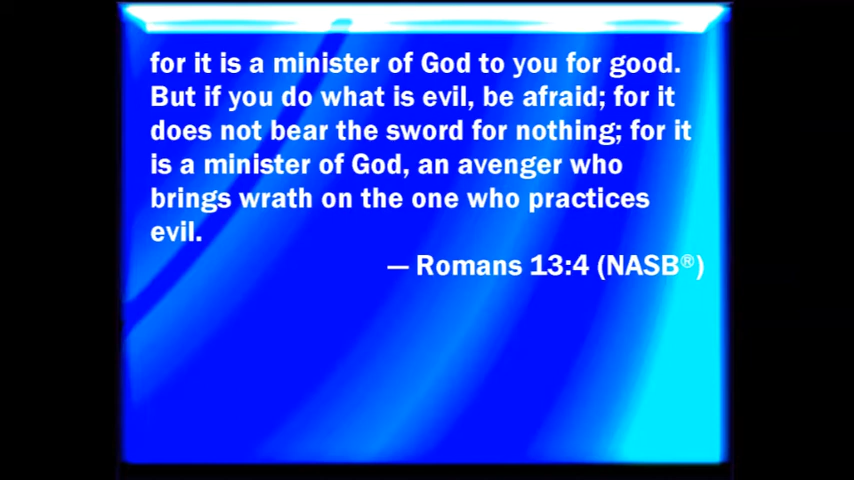 for it is a minister of God to you for good.
But if you do what is evil, be afraid; for it
does not bear the sword for nothing; for it
is a minister of God, an avenger who
brings wrath on the one who practices
evil.
— Romans 13:4 (NASB®)